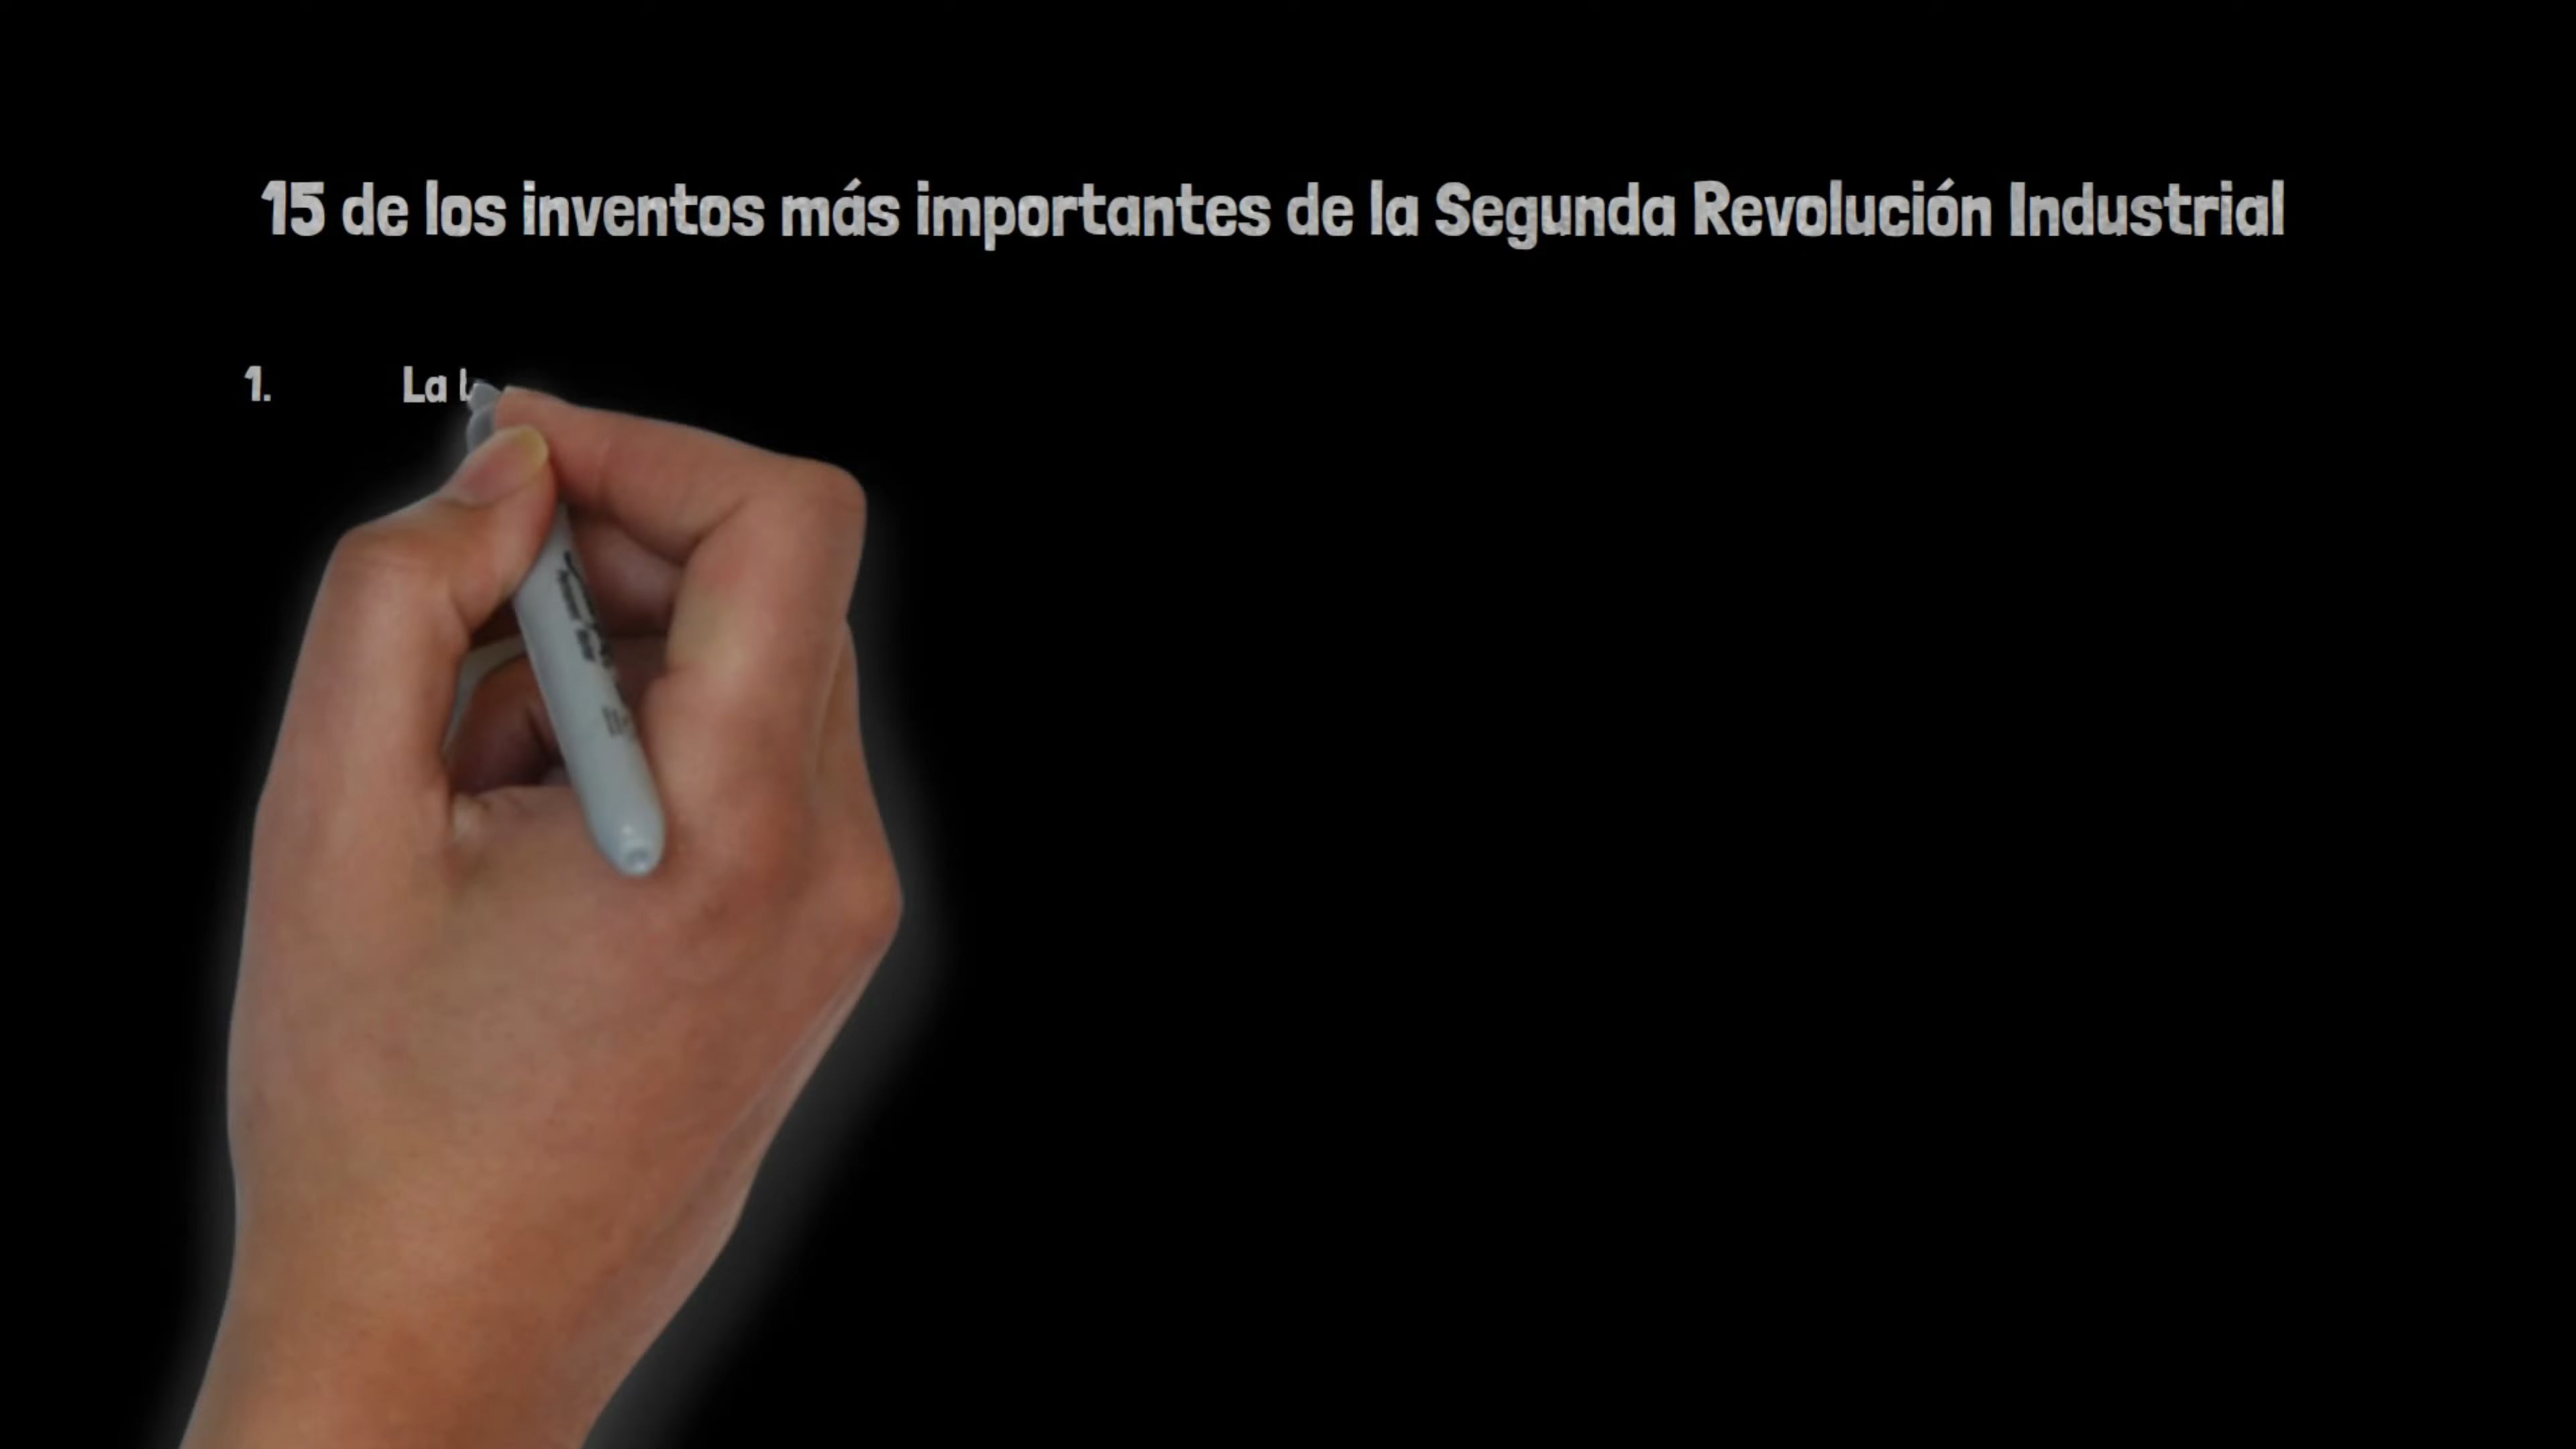 15 de los inventos más importantes de la Segunda Revolución Industrial
1. La